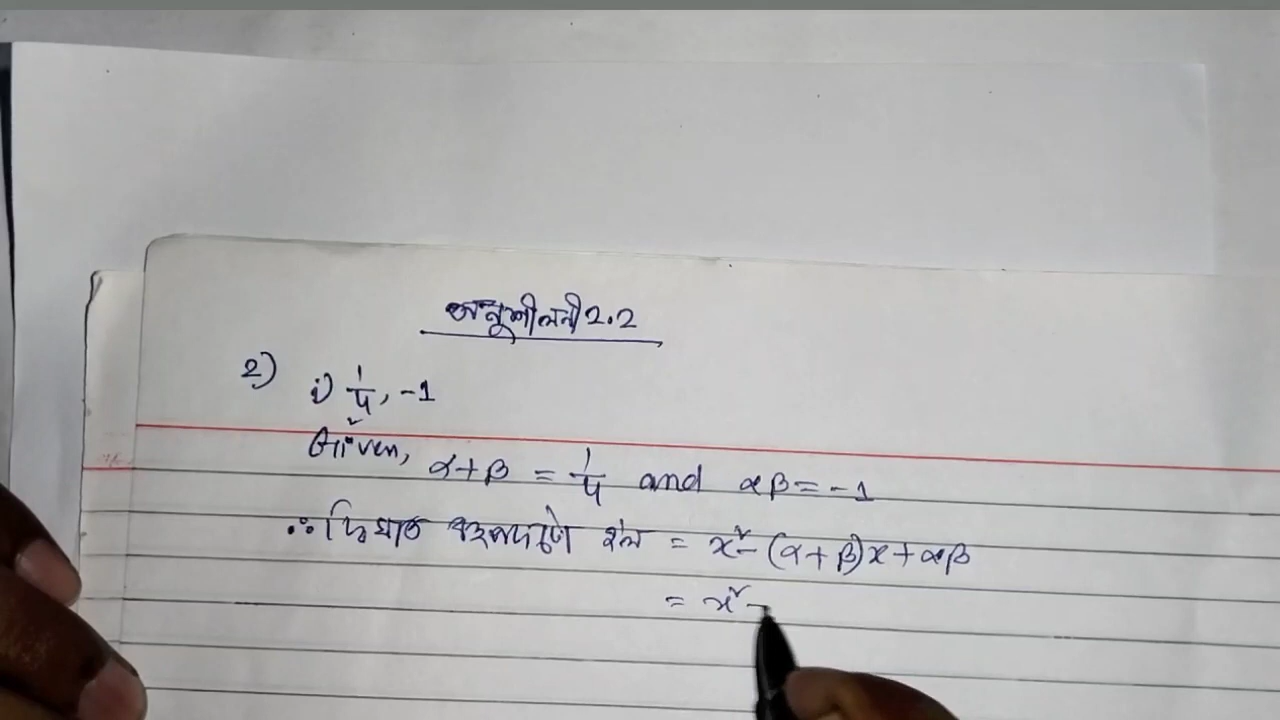 অনুশীলনী 2.2
2)
i) 1/4, -1
Given, α+β = 1/4 and αβ = -1
∴ দ্বিঘাত বহুপদটো হ'ল = x² - (α+β)x + αβ
= x² -